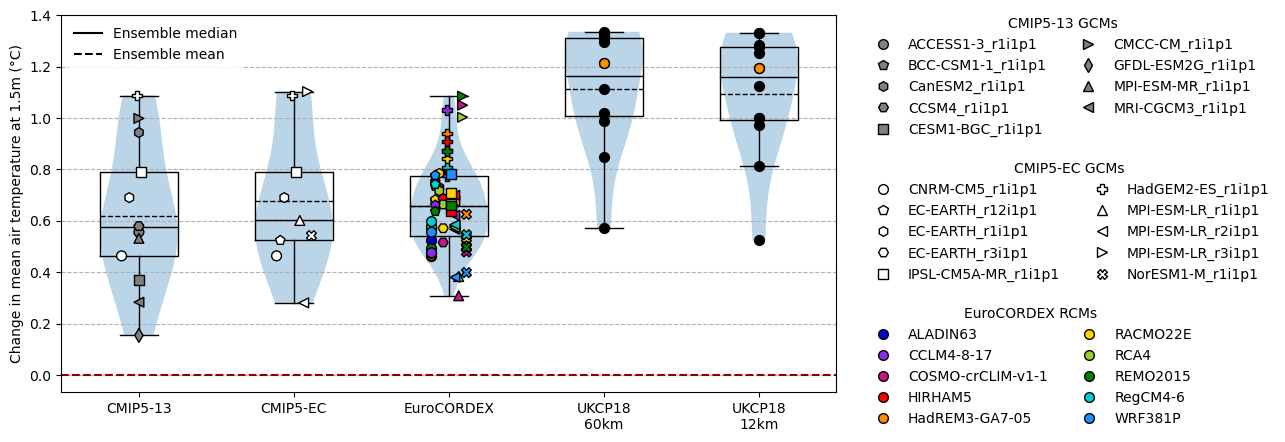 Change in mean air temperature at 1.5m (°C)
1.4
1.2
1.0
0.8
0.6
0.4
0.2
0.0
Ensemble median
Ensemble mean
CMIP5-13
CMIP5-EC
EuroCORDEX
UKCP18
60km
UKCP18
12km
CMIP5-13 GCMs
ACCESS1-3_r1i1p1
BCC-CSM1-1_r1i1p1
CanESM2_r1i1p1
CCSM4_r1i1p1
CESM1-BGC_r1i1p1
CMCC-CM_r1i1p1
GFDL-ESM2G_r1i1p1
MPI-ESM-MR_r1i1p1
MRI-CGCM3_r1i1p1
CMIP5-EC GCMs
CNRM-CM5_r1i1p1
EC-EARTH_r12i1p1
EC-EARTH_r1i1p1
EC-EARTH_r3i1p1
IPSL-CM5A-MR_r1i1p1
HadGEM2-ES_r1i1p1
MPI-ESM-LR_r1i1p1
MPI-ESM-LR_r2i1p1
MPI-ESM-LR_r3i1p1
NorESM1-M_r1i1p1
EuroCORDEX RCMs
ALADIN63
CCLM4-8-17
COSMO-crCLIM-v1-1
HIRHAM5
HadREM3-GA7-05
RACMO22E
RCA4
REMO2015
RegCM4-6
WRF381P